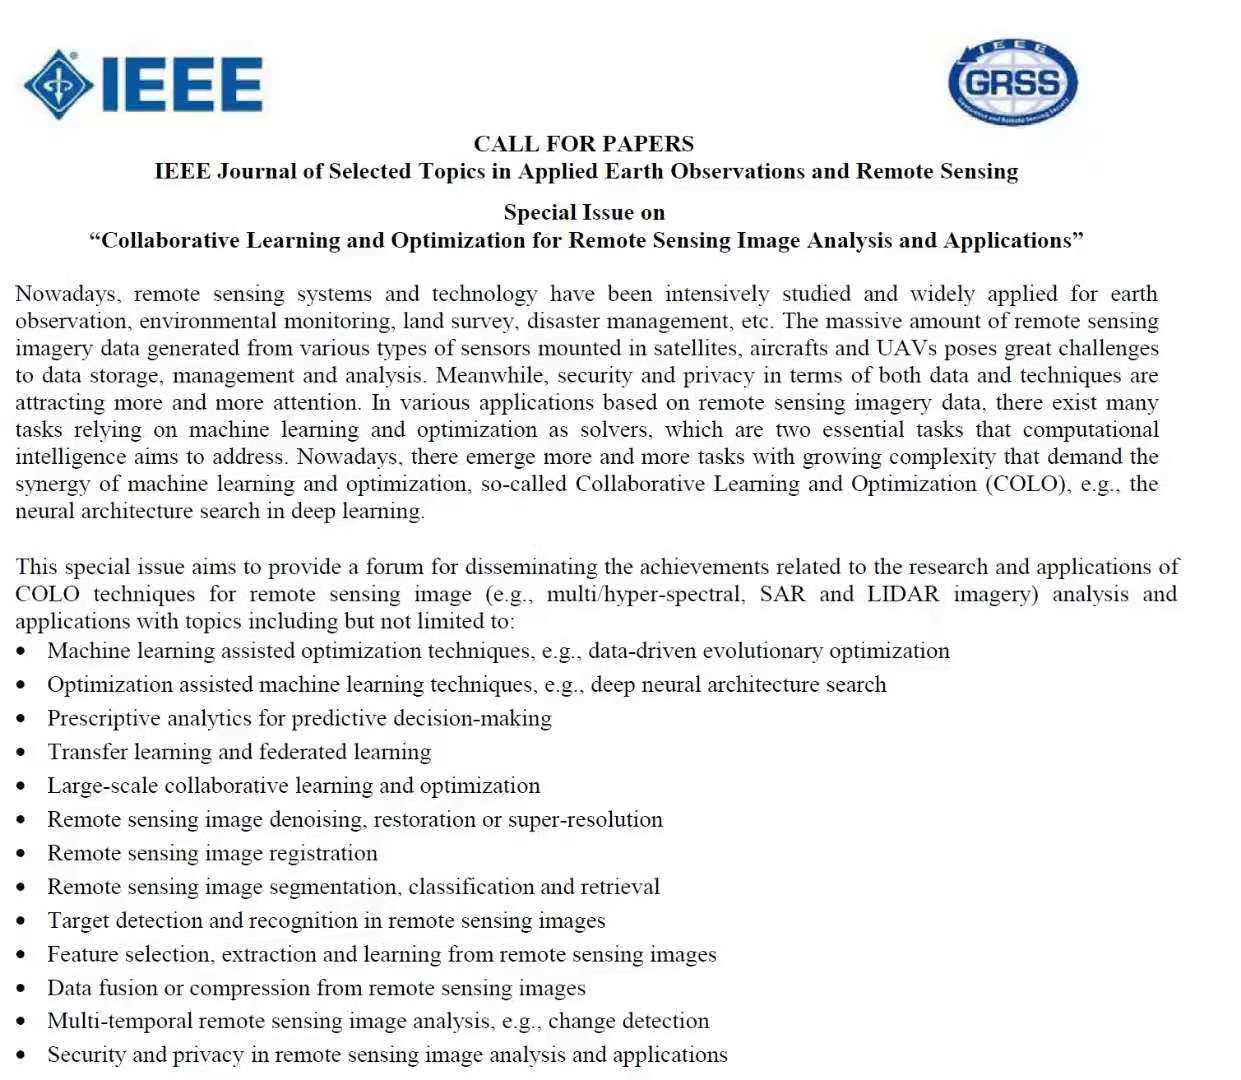 IEEE
IEEE
GRSS
Geoscience and Remote Sensing Society
CALL FOR PAPERS
IEEE Journal of Selected Topics in Applied Earth Observations and Remote Sensing
Special Issue on
“Collaborative Learning and Optimization for Remote Sensing Image Analysis and Applications”
Nowadays, remote sensing systems and technology have been intensively studied and widely applied for earth
observation, environmental monitoring, land survey, disaster management, etc. The massive amount of remote sensing
imagery data generated from various types of sensors mounted in satellites, aircrafts and UAVs poses great challenges
to data storage, management and analysis. Meanwhile, security and privacy in terms of both data and techniques are
attracting more and more attention. In various applications based on remote sensing imagery data, there exist many
tasks relying on machine learning and optimization as solvers, which are two essential tasks that computational
intelligence aims to address. Nowadays, there emerge more and more tasks with growing complexity that demand the
synergy of machine learning and optimization, so-called Collaborative Learning and Optimization (COLO), e.g., the
neural architecture search in deep learning.
This special issue aims to provide a forum for disseminating the achievements related to the research and applications of
COLO techniques for remote sensing image (e.g., multi/hyper-spectral, SAR and LIDAR imagery) analysis and
applications with topics including but not limited to:
• Machine learning assisted optimization techniques, e.g., data-driven evolutionary optimization
• Optimization assisted machine learning techniques, e.g., deep neural architecture search
• Prescriptive analytics for predictive decision-making
• Transfer learning and federated learning
• Large-scale collaborative learning and optimization
• Remote sensing image denoising, restoration or super-resolution
• Remote sensing image registration
• Remote sensing image segmentation, classification and retrieval
• Target detection and recognition in remote sensing images
• Feature selection, extraction and learning from remote sensing images
• Data fusion or compression from remote sensing images
• Multi-temporal remote sensing image analysis, e.g., change detection
• Security and privacy in remote sensing image analysis and applications